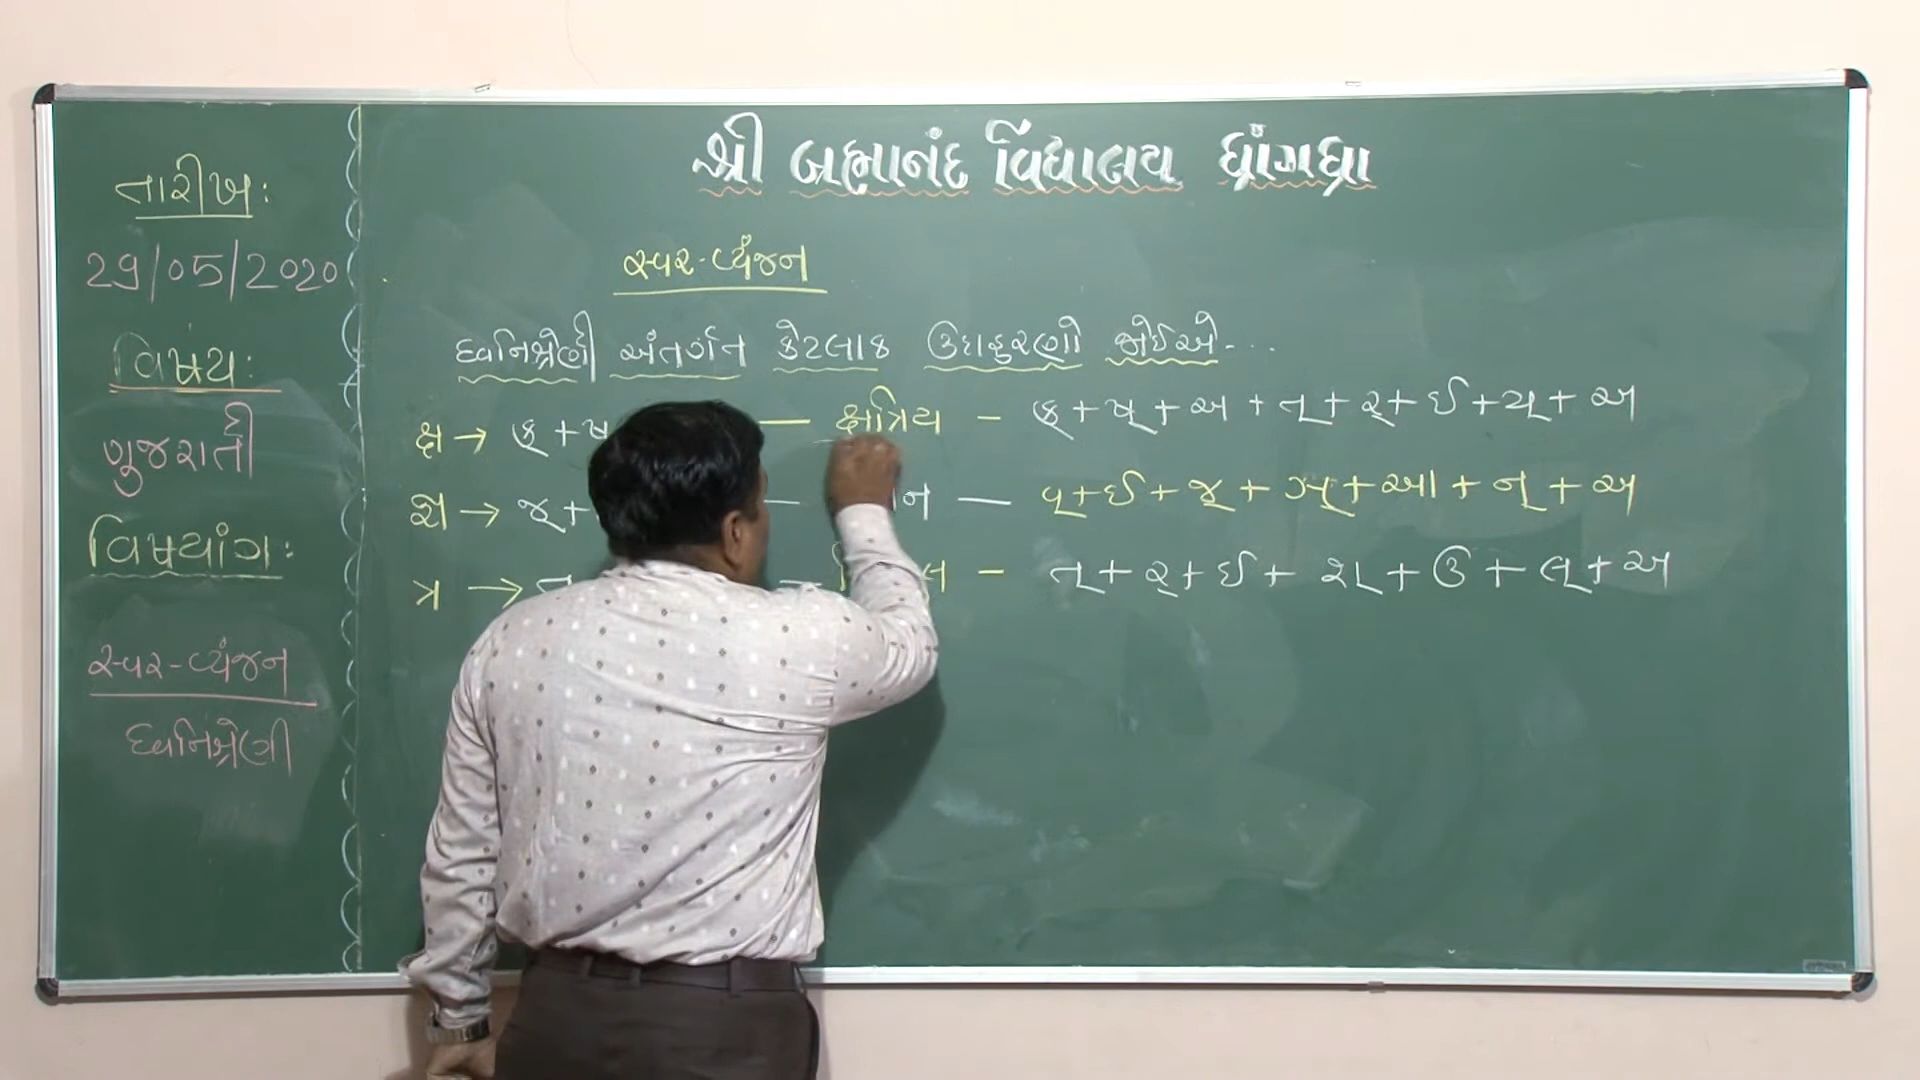 શ્રી બ્રહ્માનંદ વિદ્યાલય ધ્રાંગધ્રા
તારીખ:
29/05/2020
વિષય:
ગુજરાતી
વિષયાંગ:
સ્વર-વ્યંજન
ધ્વનિશ્રેણી
સ્વર-વ્યંજન
ધ્વનિશ્રેણી અંતર્ગત કેટલાક ઉદાહરણો જોઈએ...
ક્ષ → ક્ + ષ — ક્ષત્રિય - ક્ + ષ્ + અ + ત્ + ર્ + ઈ + ય્ + અ
જ્ઞ → જ્ + — ન — વ્ + ઈ + જ્ + ઞ્ + આ + ન્ + અ
ત્ર → ત — લ - ત્ + ર્ + ઈ + શ્ + ઉ + લ્ + અ